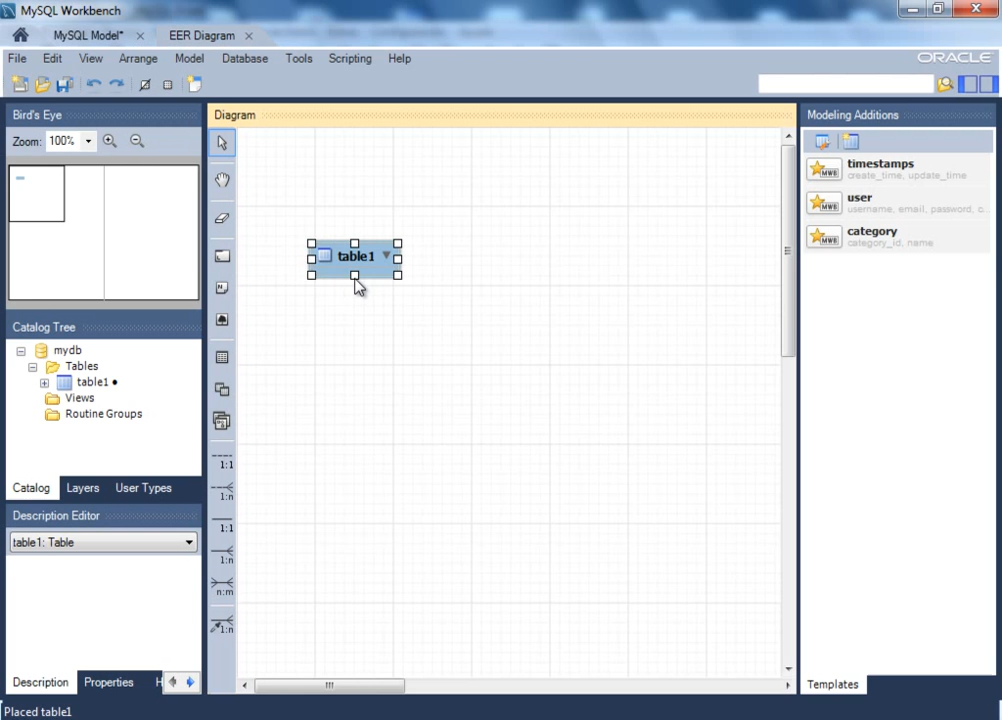 MySQL Workbench
MySQL Model* EER Diagram
File Edit View Arrange Model Database Tools Scripting Help
ORACLE
Bird's Eye
Zoom: 100%
Catalog Tree
mydb
Tables
table1 •
Views
Routine Groups
Catalog Layers User Types
Description Editor
table1: Table
Description Properties H
Placed table1
Diagram
table1
1:1
1:n
1:1
1:n
n:m
1:n
Modeling Additions
MWB timestamps
create_time, update_time
MWB user
username, email, password, c...
MWB category
category_id, name
Templates